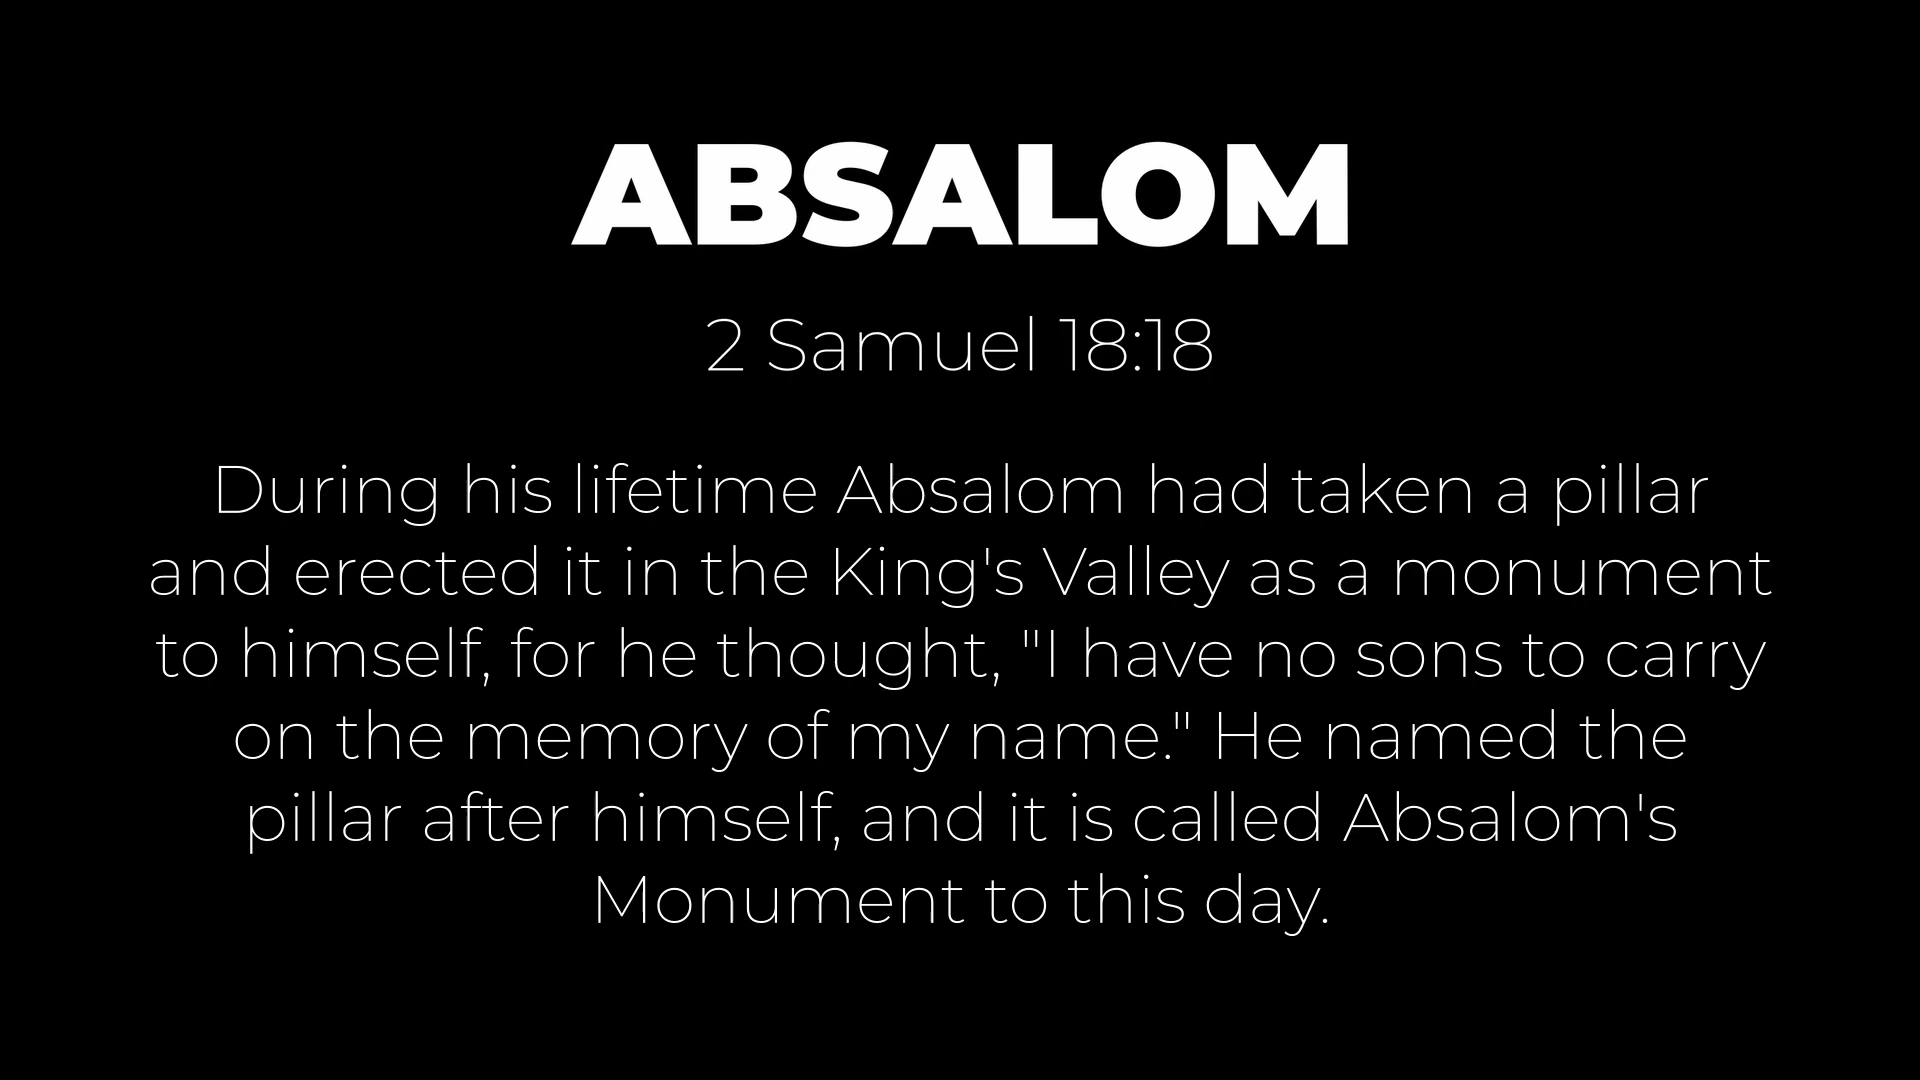 ABSALOM
2 Samuel 18:18
During his lifetime Absalom had taken a pillar
and erected it in the King's Valley as a monument
to himself, for he thought, "I have no sons to carry
on the memory of my name." He named the
pillar after himself, and it is called Absalom's
Monument to this day.